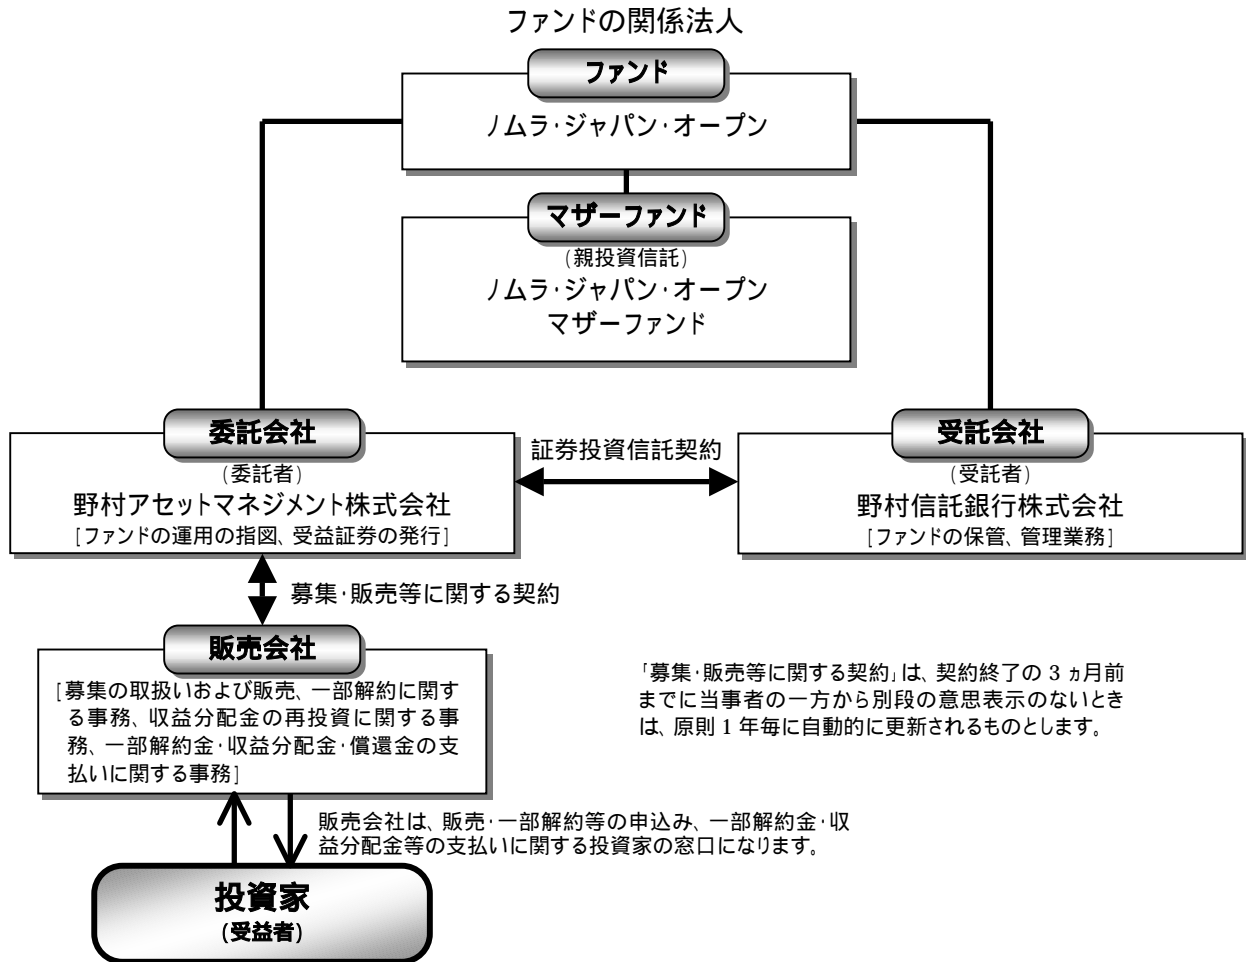 ファンドの関係法人
ファンド
ノムラ・ジャパン・オープン
マザーファンド
(親投資信託)
ノムラ・ジャパン・オープン
マザーファンド
委託会社
(委託者)
野村アセットマネジメント株式会社
[ファンドの運用の指図、受益証券の発行]
証券投資信託契約
受託会社
(受託者)
野村信託銀行株式会社
[ファンドの保管、管理業務]
募集・販売等に関する契約
販売会社
[募集の取扱いおよび販売、一部解約に関す
る事務、収益分配金の再投資に関する事
務、一部解約金・収益分配金・償還金の支
払いに関する事務]
「募集・販売等に関する契約」は、契約終了の 3 ヵ月前
までに当事者の一方から別段の意思表示のないとき
は、原則 1 年毎に自動的に更新されるものとします。
販売会社は、販売・一部解約等の申込み、一部解約金・収
益分配金等の支払いに関する投資家の窓口になります。
投資家
(受益者)